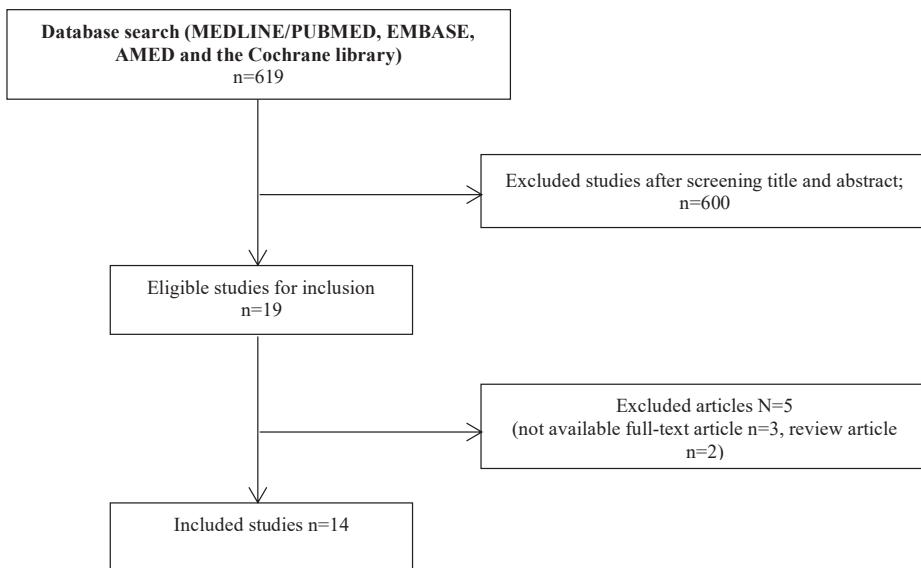 Database search (MEDLINE/PUBMED, EMBASE,
AMED and the Cochrane library)
n=619
Excluded studies after screening title and abstract;
n=600
Eligible studies for inclusion
n=19
Excluded articles N=5
(not available full-text article n=3, review article
n=2)
Included studies n=14